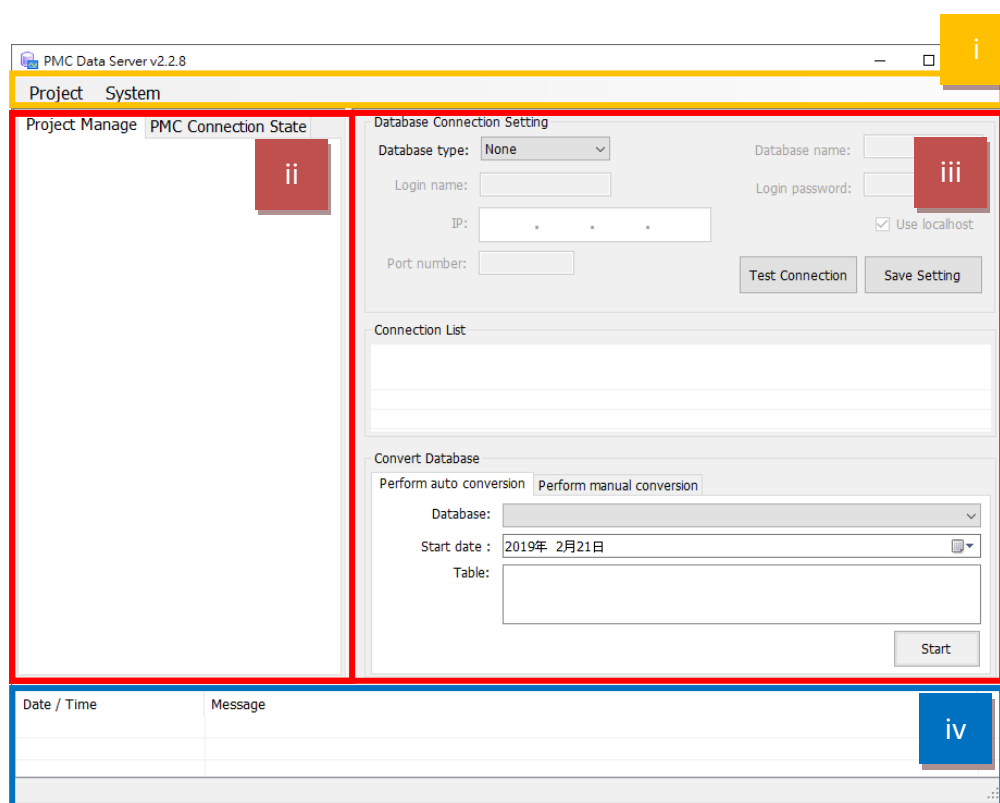 i
PMC Data Server v2.2.8
Project System
Project Manage PMC Connection State
ii
Database Connection Setting
Database type: None Database name:
iii
Login name: Login password:
IP: . . . Use localhost
Port number: Test Connection Save Setting
Connection List
Convert Database
Perform auto conversion Perform manual conversion
Database:
Start date : 2019年 2月21日
Table:
Start
Date / Time Message
iv